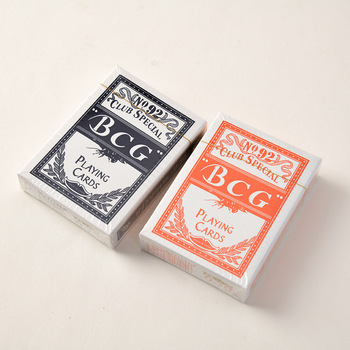 No 92
CLUB SPECIAL
"BCG"
PLAYING
CARDS
No 92
CLUB SPECIAL
"BCG"
PLAYING
CARDS